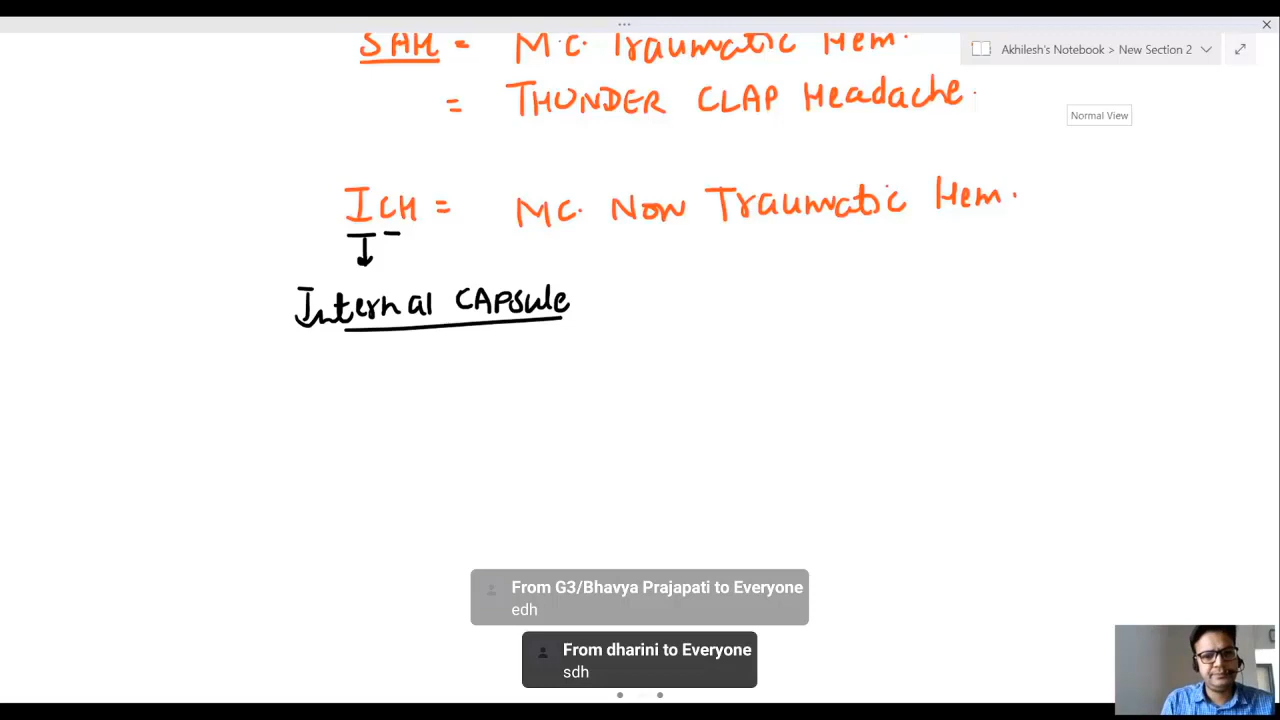 SAH = M.C. Traumatic Hem.
Akhilesh's Notebook > New Section 2
= THUNDER CLAP Headache
Normal View
ICH = MC. Non Traumatic Hem.
Internal CAPsule
From G3/Bhavya Prajapati to Everyone
edh
From dharini to Everyone
sdh